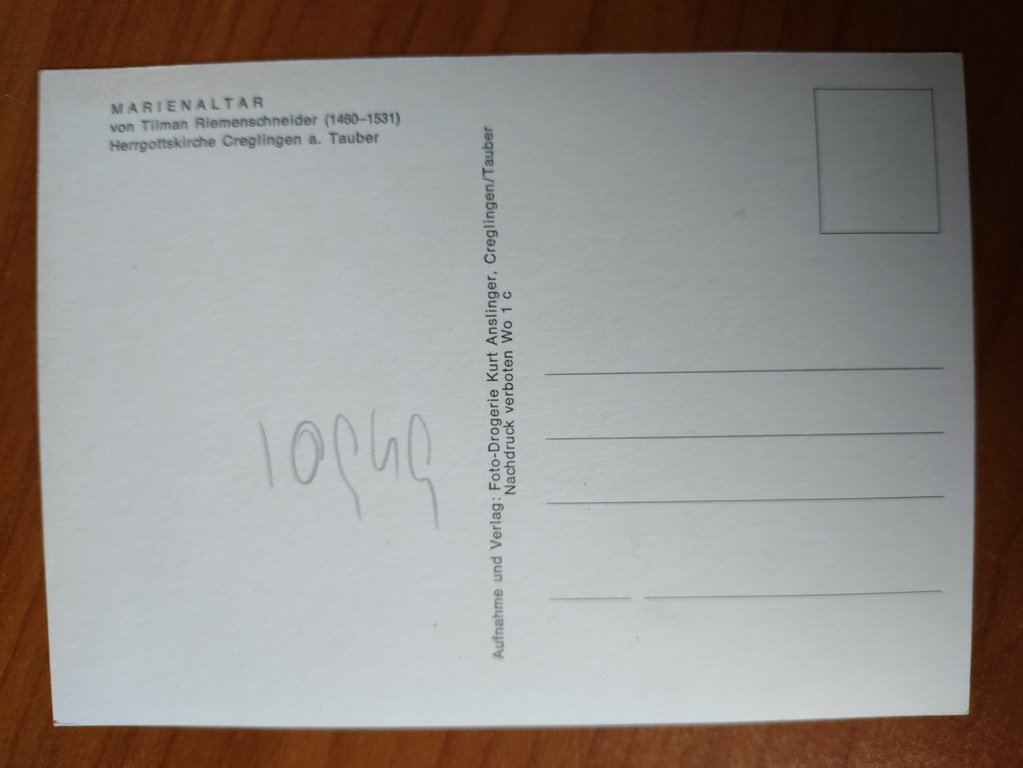 MARIENALTAR
von Tilman Riemenschneider (1460–1531)
Herrgottskirche Creglingen a. Tauber
Aufnahme und Verlag: Foto-Drogerie Kurt Anslinger, Creglingen/Tauber
Nachdruck verboten Wo 1 c